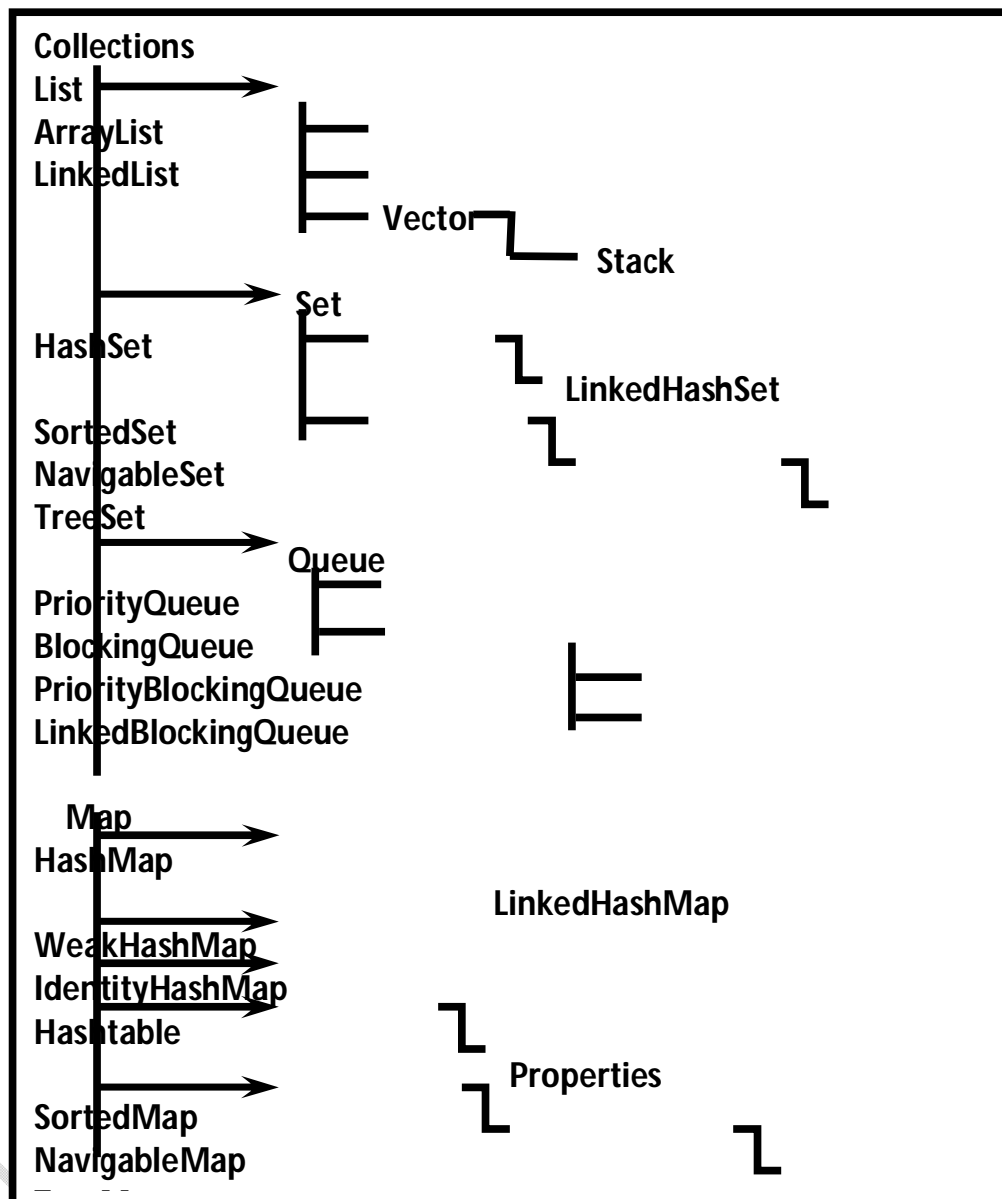 Collections
List
ArrayList
LinkedList
Vector
Stack
Set
HashSet
LinkedHashSet
SortedSet
NavigableSet
TreeSet
Queue
PriorityQueue
BlockingQueue
PriorityBlockingQueue
LinkedBlockingQueue
Map
HashMap
LinkedHashMap
WeakHashMap
IdentityHashMap
Hashtable
Properties
SortedMap
NavigableMap